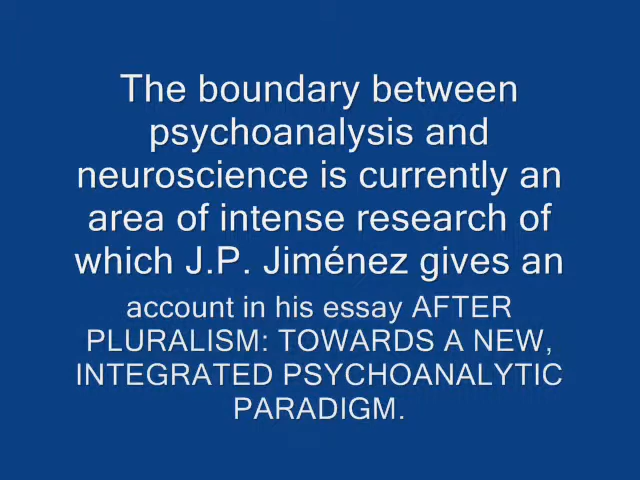 The boundary between
psychoanalysis and
neuroscience is currently an
area of intense research of
which J.P. Jiménez gives an
account in his essay AFTER
PLURALISM: TOWARDS A NEW,
INTEGRATED PSYCHOANALYTIC
PARADIGM.